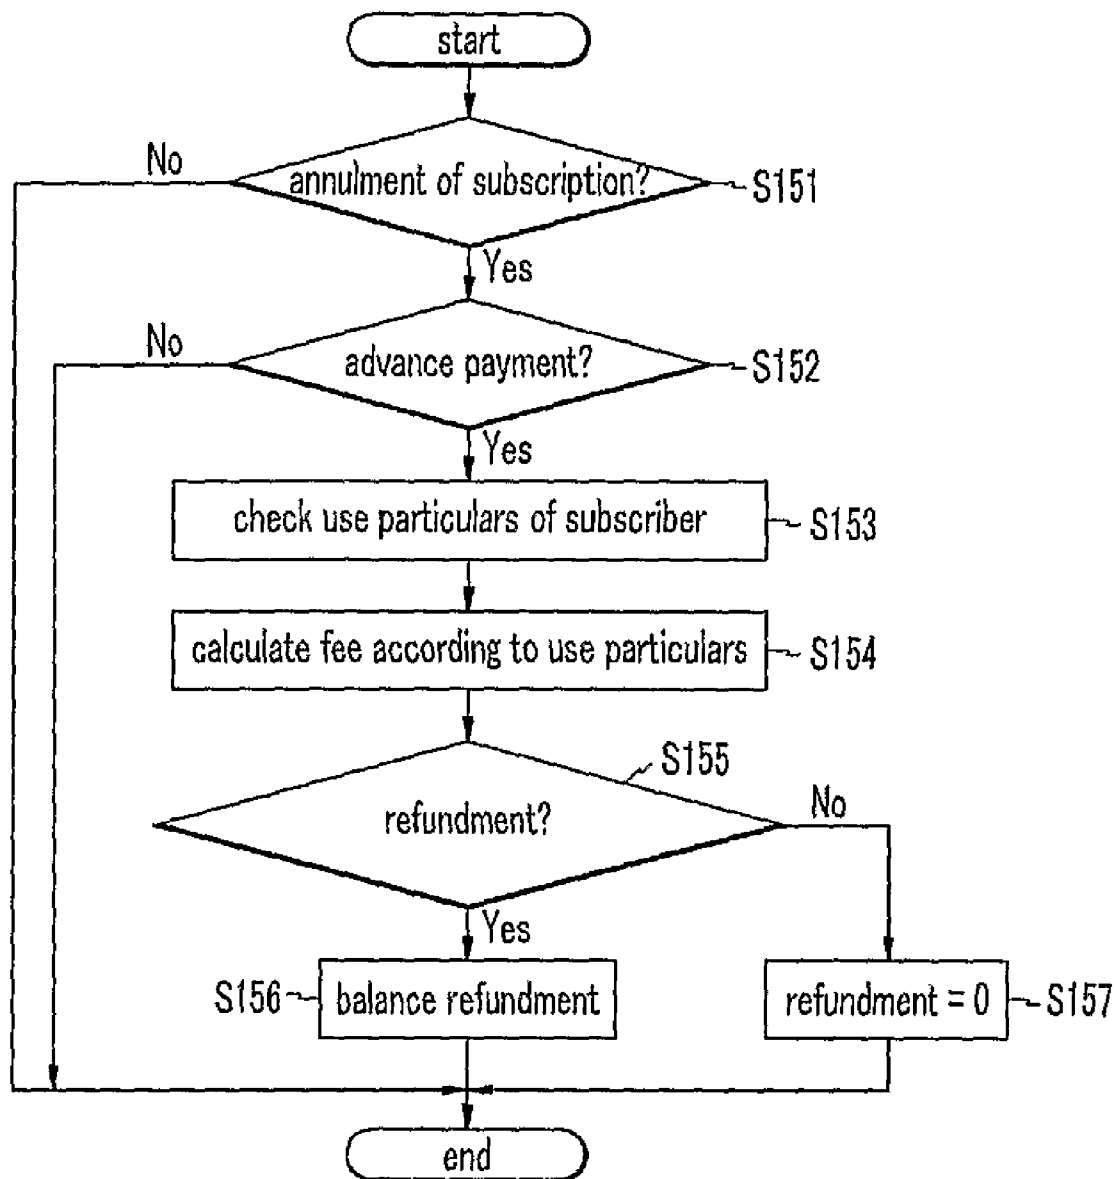 start
No
annulment of subscription?
S151
Yes
No
advance payment?
S152
Yes
check use particulars of subscriber
S153
calculate fee according to use particulars
S154
S155
refundment?
No
Yes
S156
balance refundment
refundment = 0
S157
end